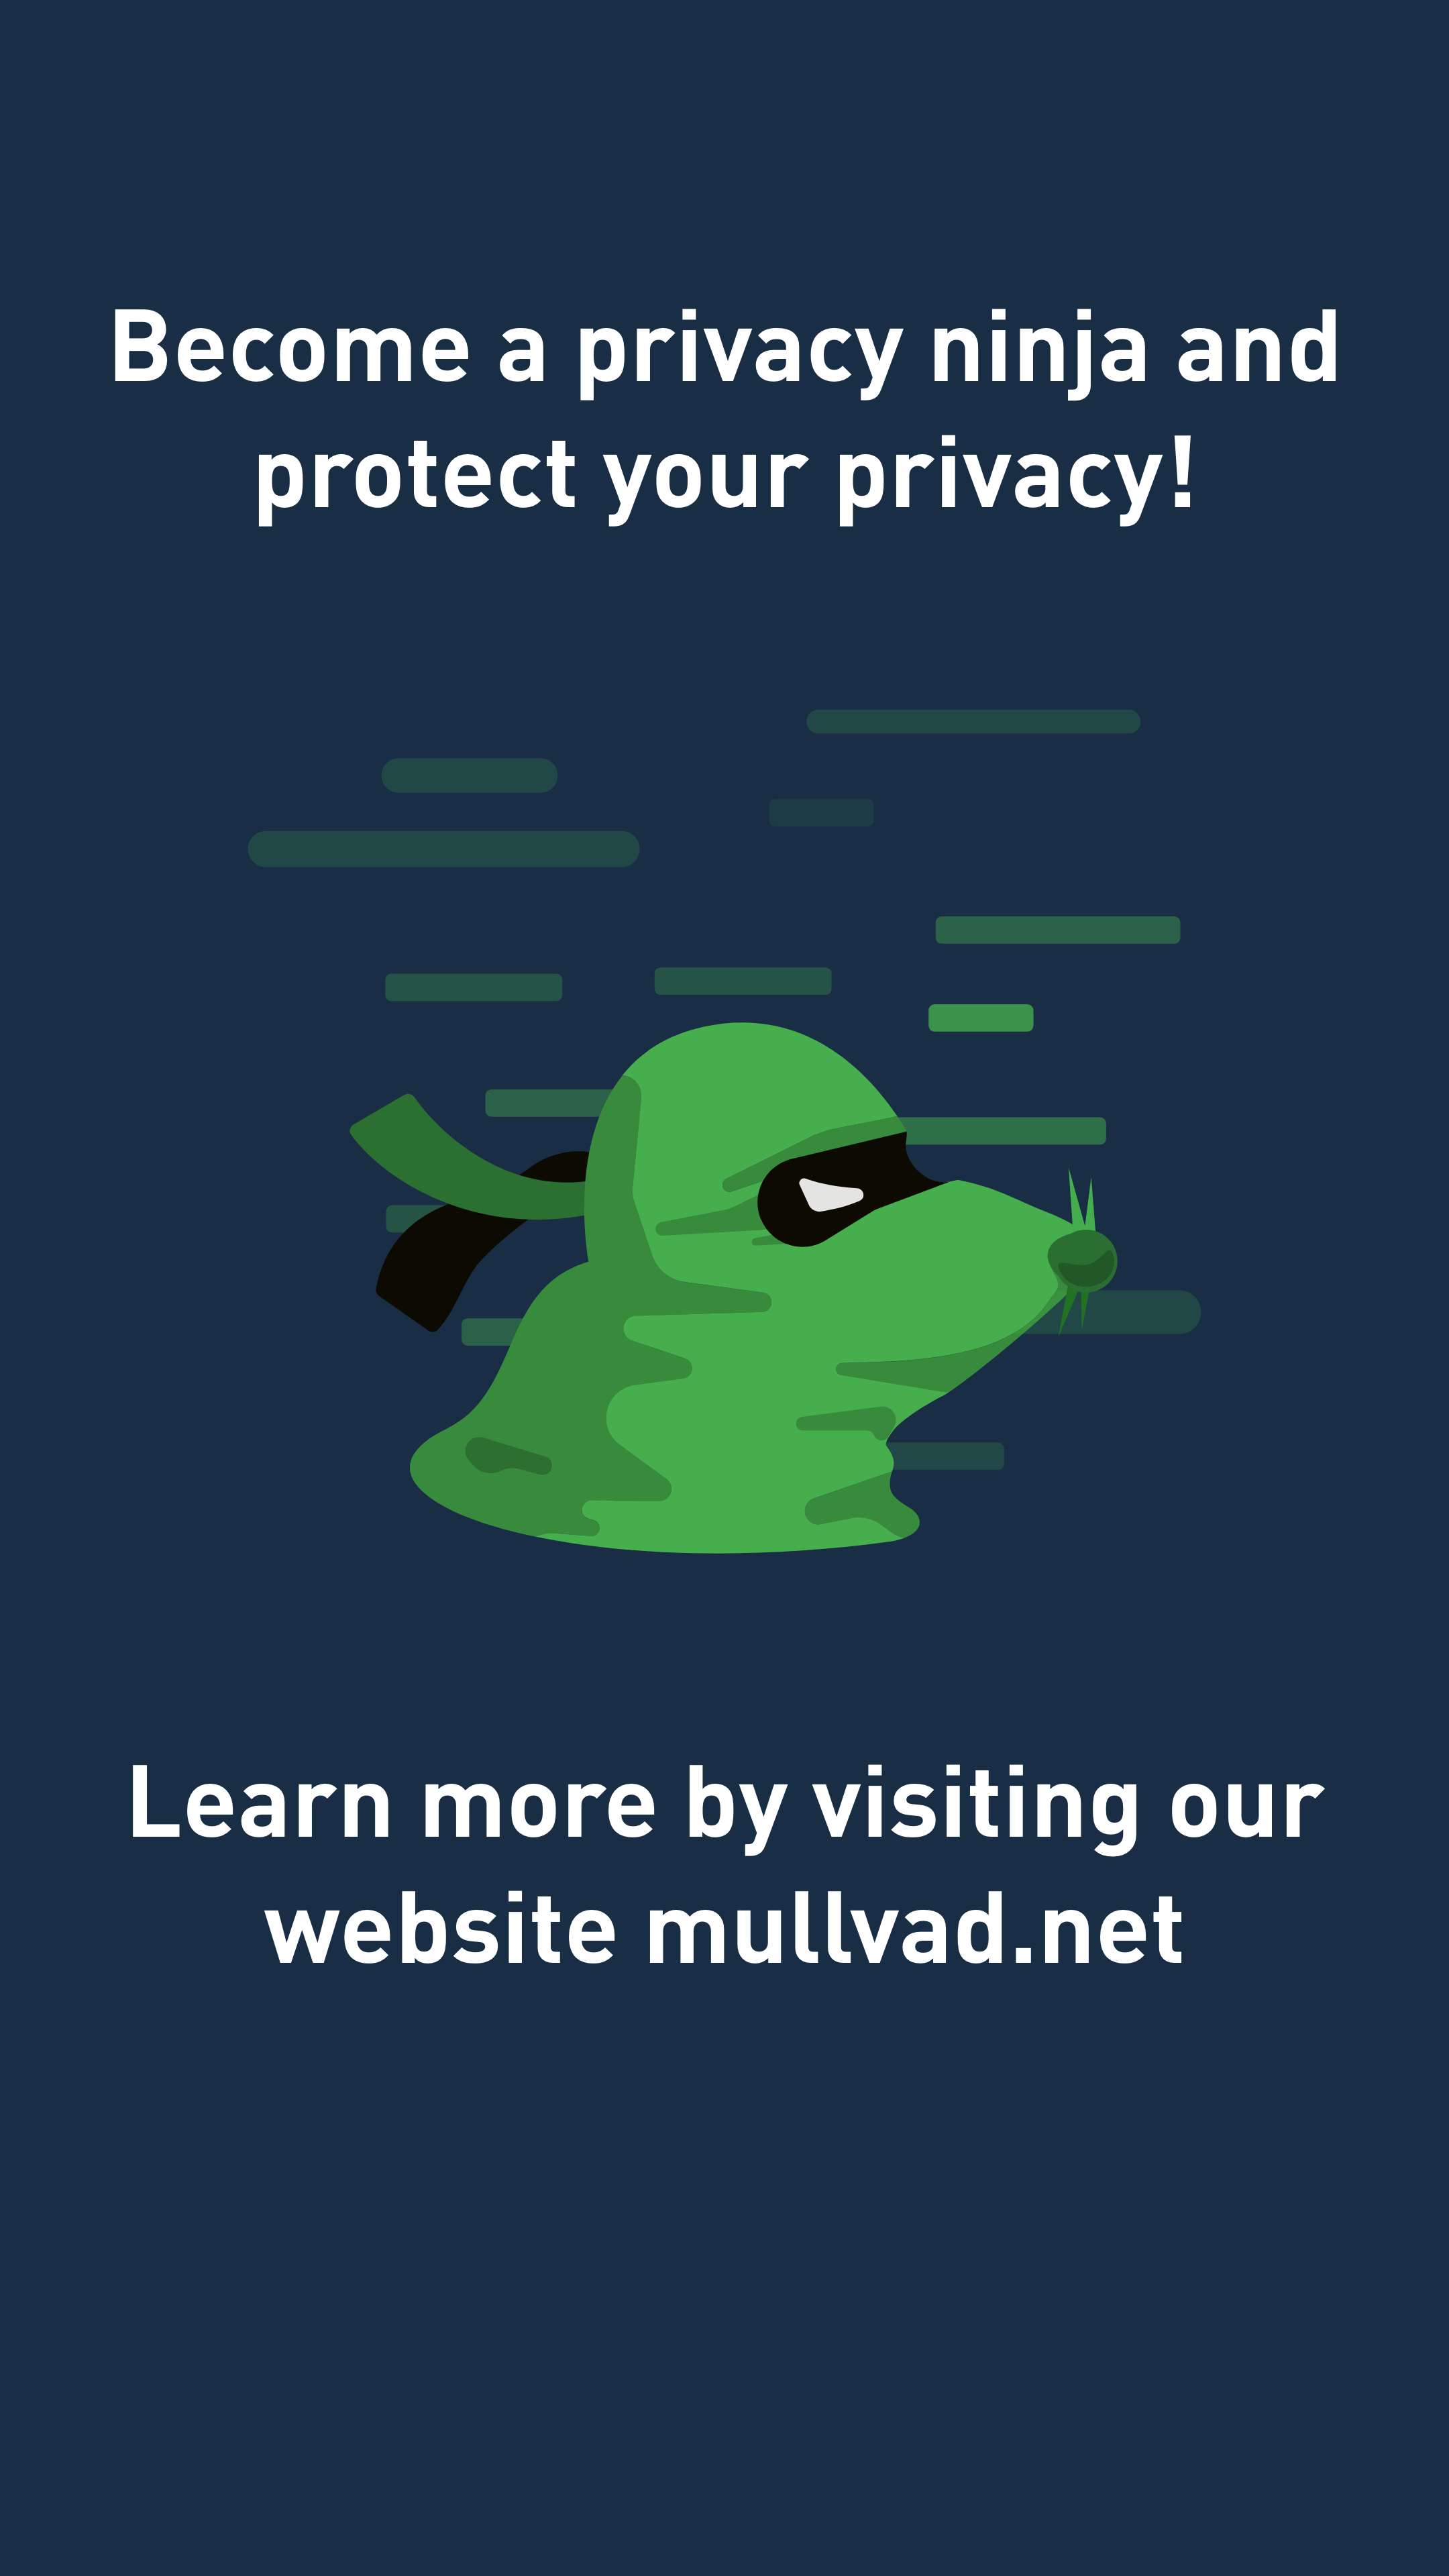 Become a privacy ninja and
protect your privacy!
Learn more by visiting our
website mullvad.net